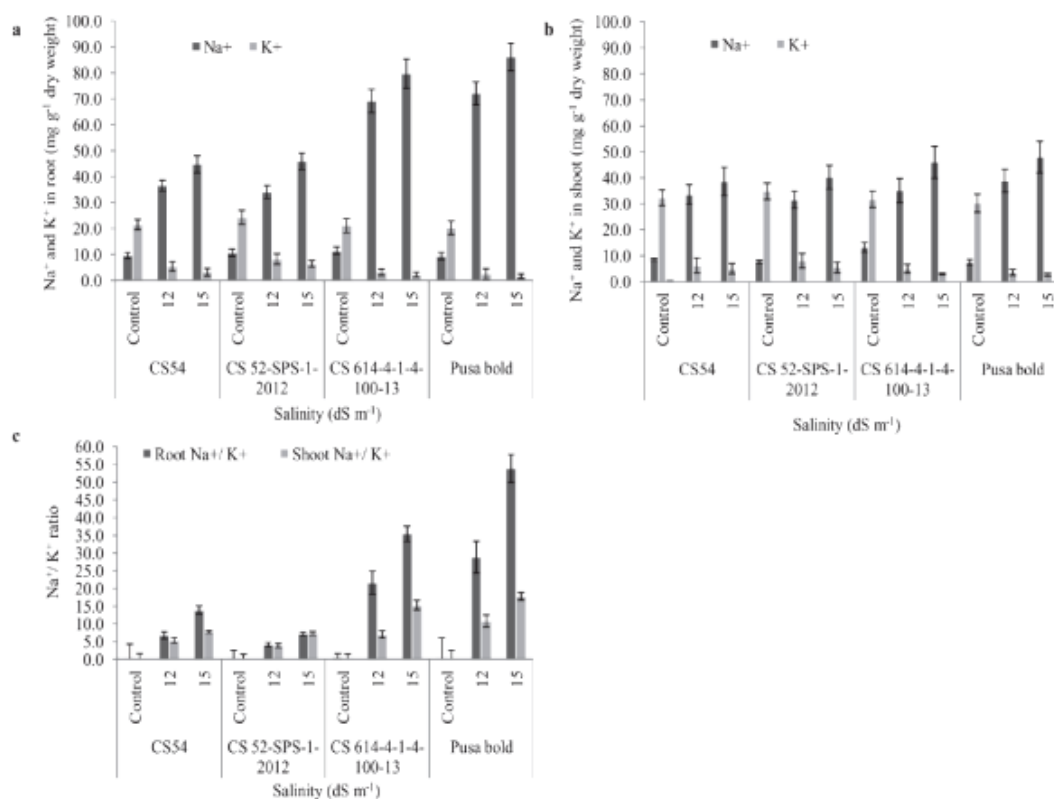 a
Na+ K+
Na⁺ and K⁺ in root (mg g⁻¹ dry weight)
100.0
90.0
80.0
70.0
60.0
50.0
40.0
30.0
20.0
10.0
0.0
Control 12 15 Control 12 15 Control 12 15 Control 12 15
CS54 CS 52-SPS-1-2012 CS 614-4-1-4-100-13 Pusa bold
Salinity (dS m⁻¹)
b
Na+ K+
Na⁺ and K⁺ in shoot (mg g⁻¹ dry weight)
100.0
90.0
80.0
70.0
60.0
50.0
40.0
30.0
20.0
10.0
0.0
Control 12 15 Control 12 15 Control 12 15 Control 12 15
CS54 CS 52-SPS-1-2012 CS 614-4-1-4-100-13 Pusa bold
Salinity (dS m⁻¹)
c
Root Na+/ K+ Shoot Na+/ K+
Na⁺/ K⁺ ratio
60.0
55.0
50.0
45.0
40.0
35.0
30.0
25.0
20.0
15.0
10.0
5.0
0.0
Control 12 15 Control 12 15 Control 12 15 Control 12 15
CS54 CS 52-SPS-1-2012 CS 614-4-1-4-100-13 Pusa bold
Salinity (dS m⁻¹)